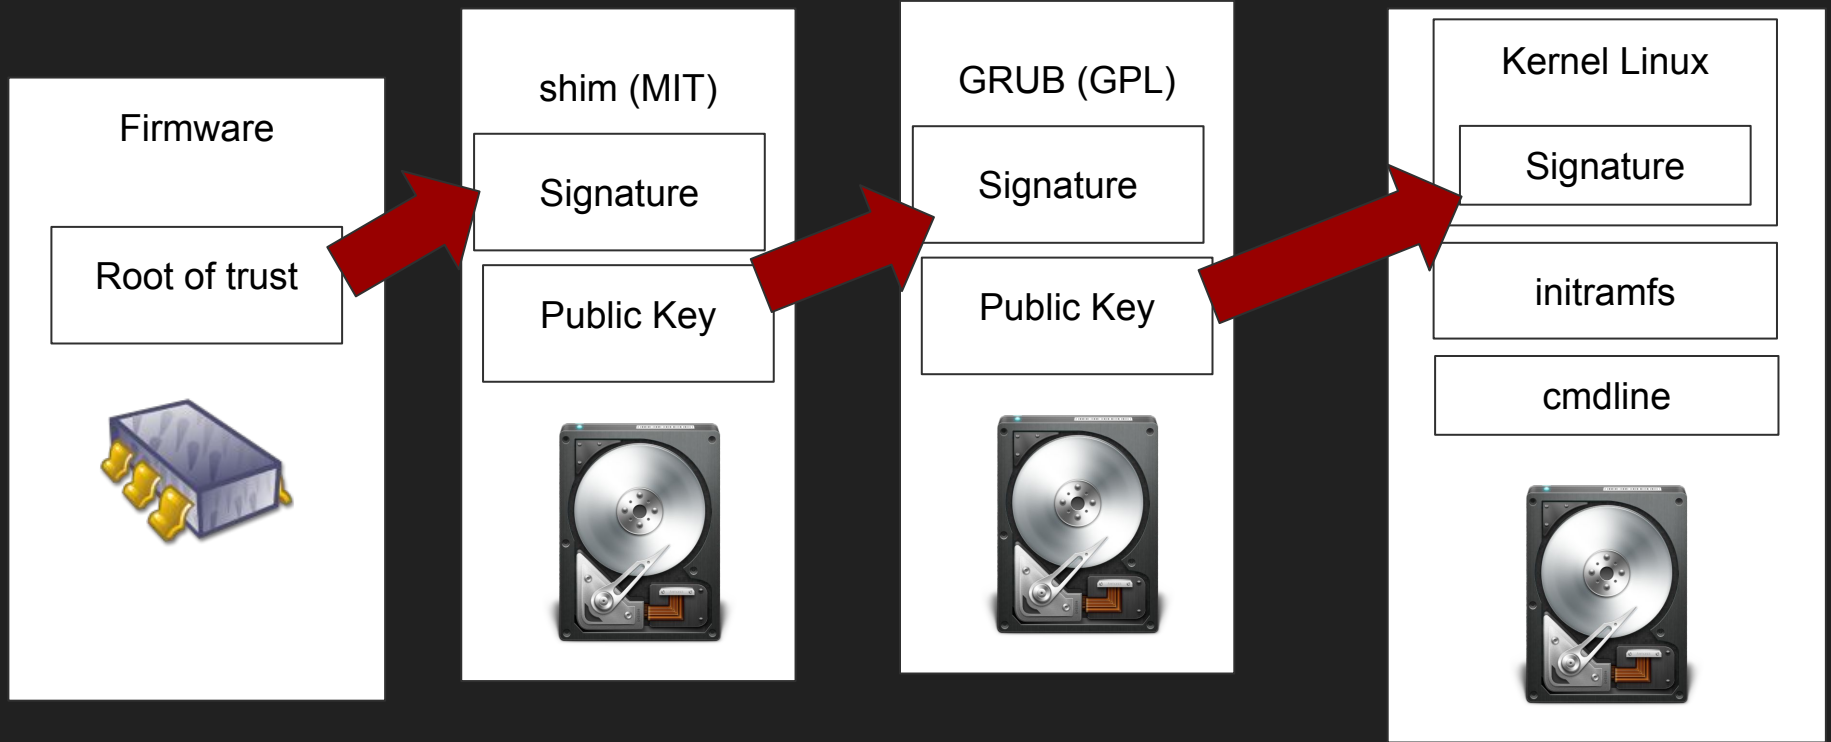 Firmware
Root of trust
shim (MIT)
Signature
Public Key
GRUB (GPL)
Signature
Public Key
Kernel Linux
Signature
initramfs
cmdline